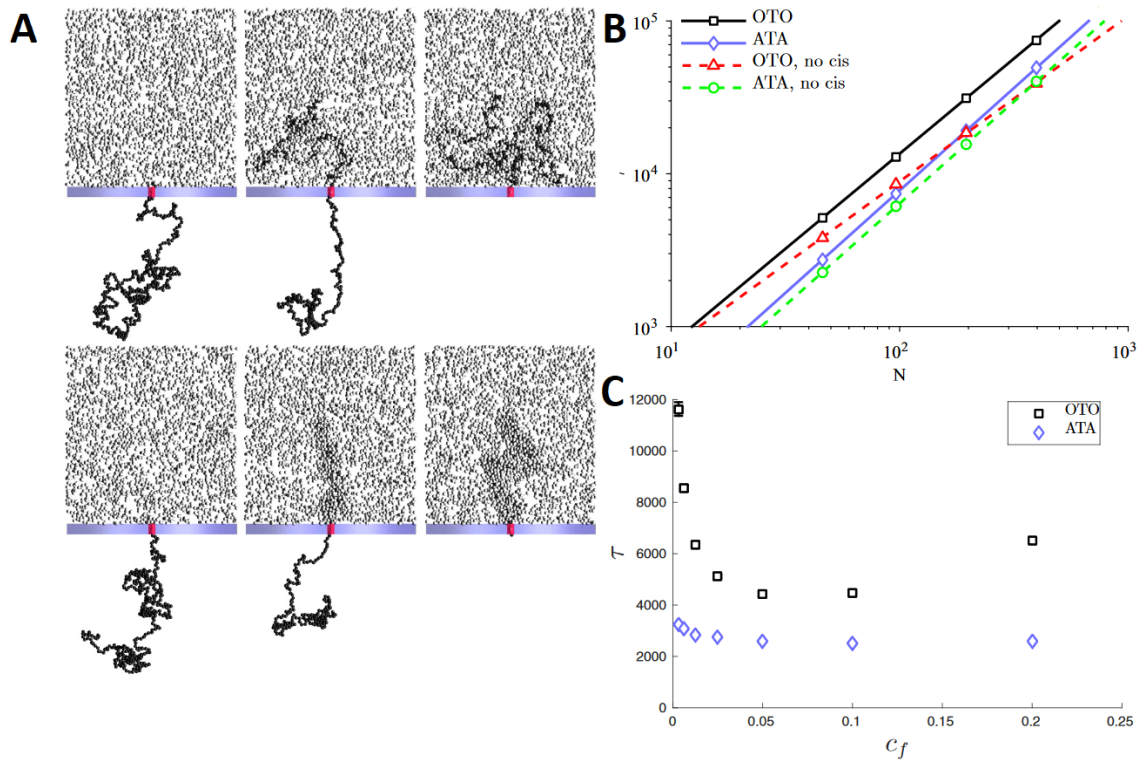 A
B
OTO
ATA
OTO, no cis
ATA, no cis
10^5
10^4
10^3
10^1
10^2
10^3
N
C
OTO
ATA
12000
10000
8000
6000
4000
2000
0
τ
0
0.05
0.1
0.15
0.2
0.25
c_f